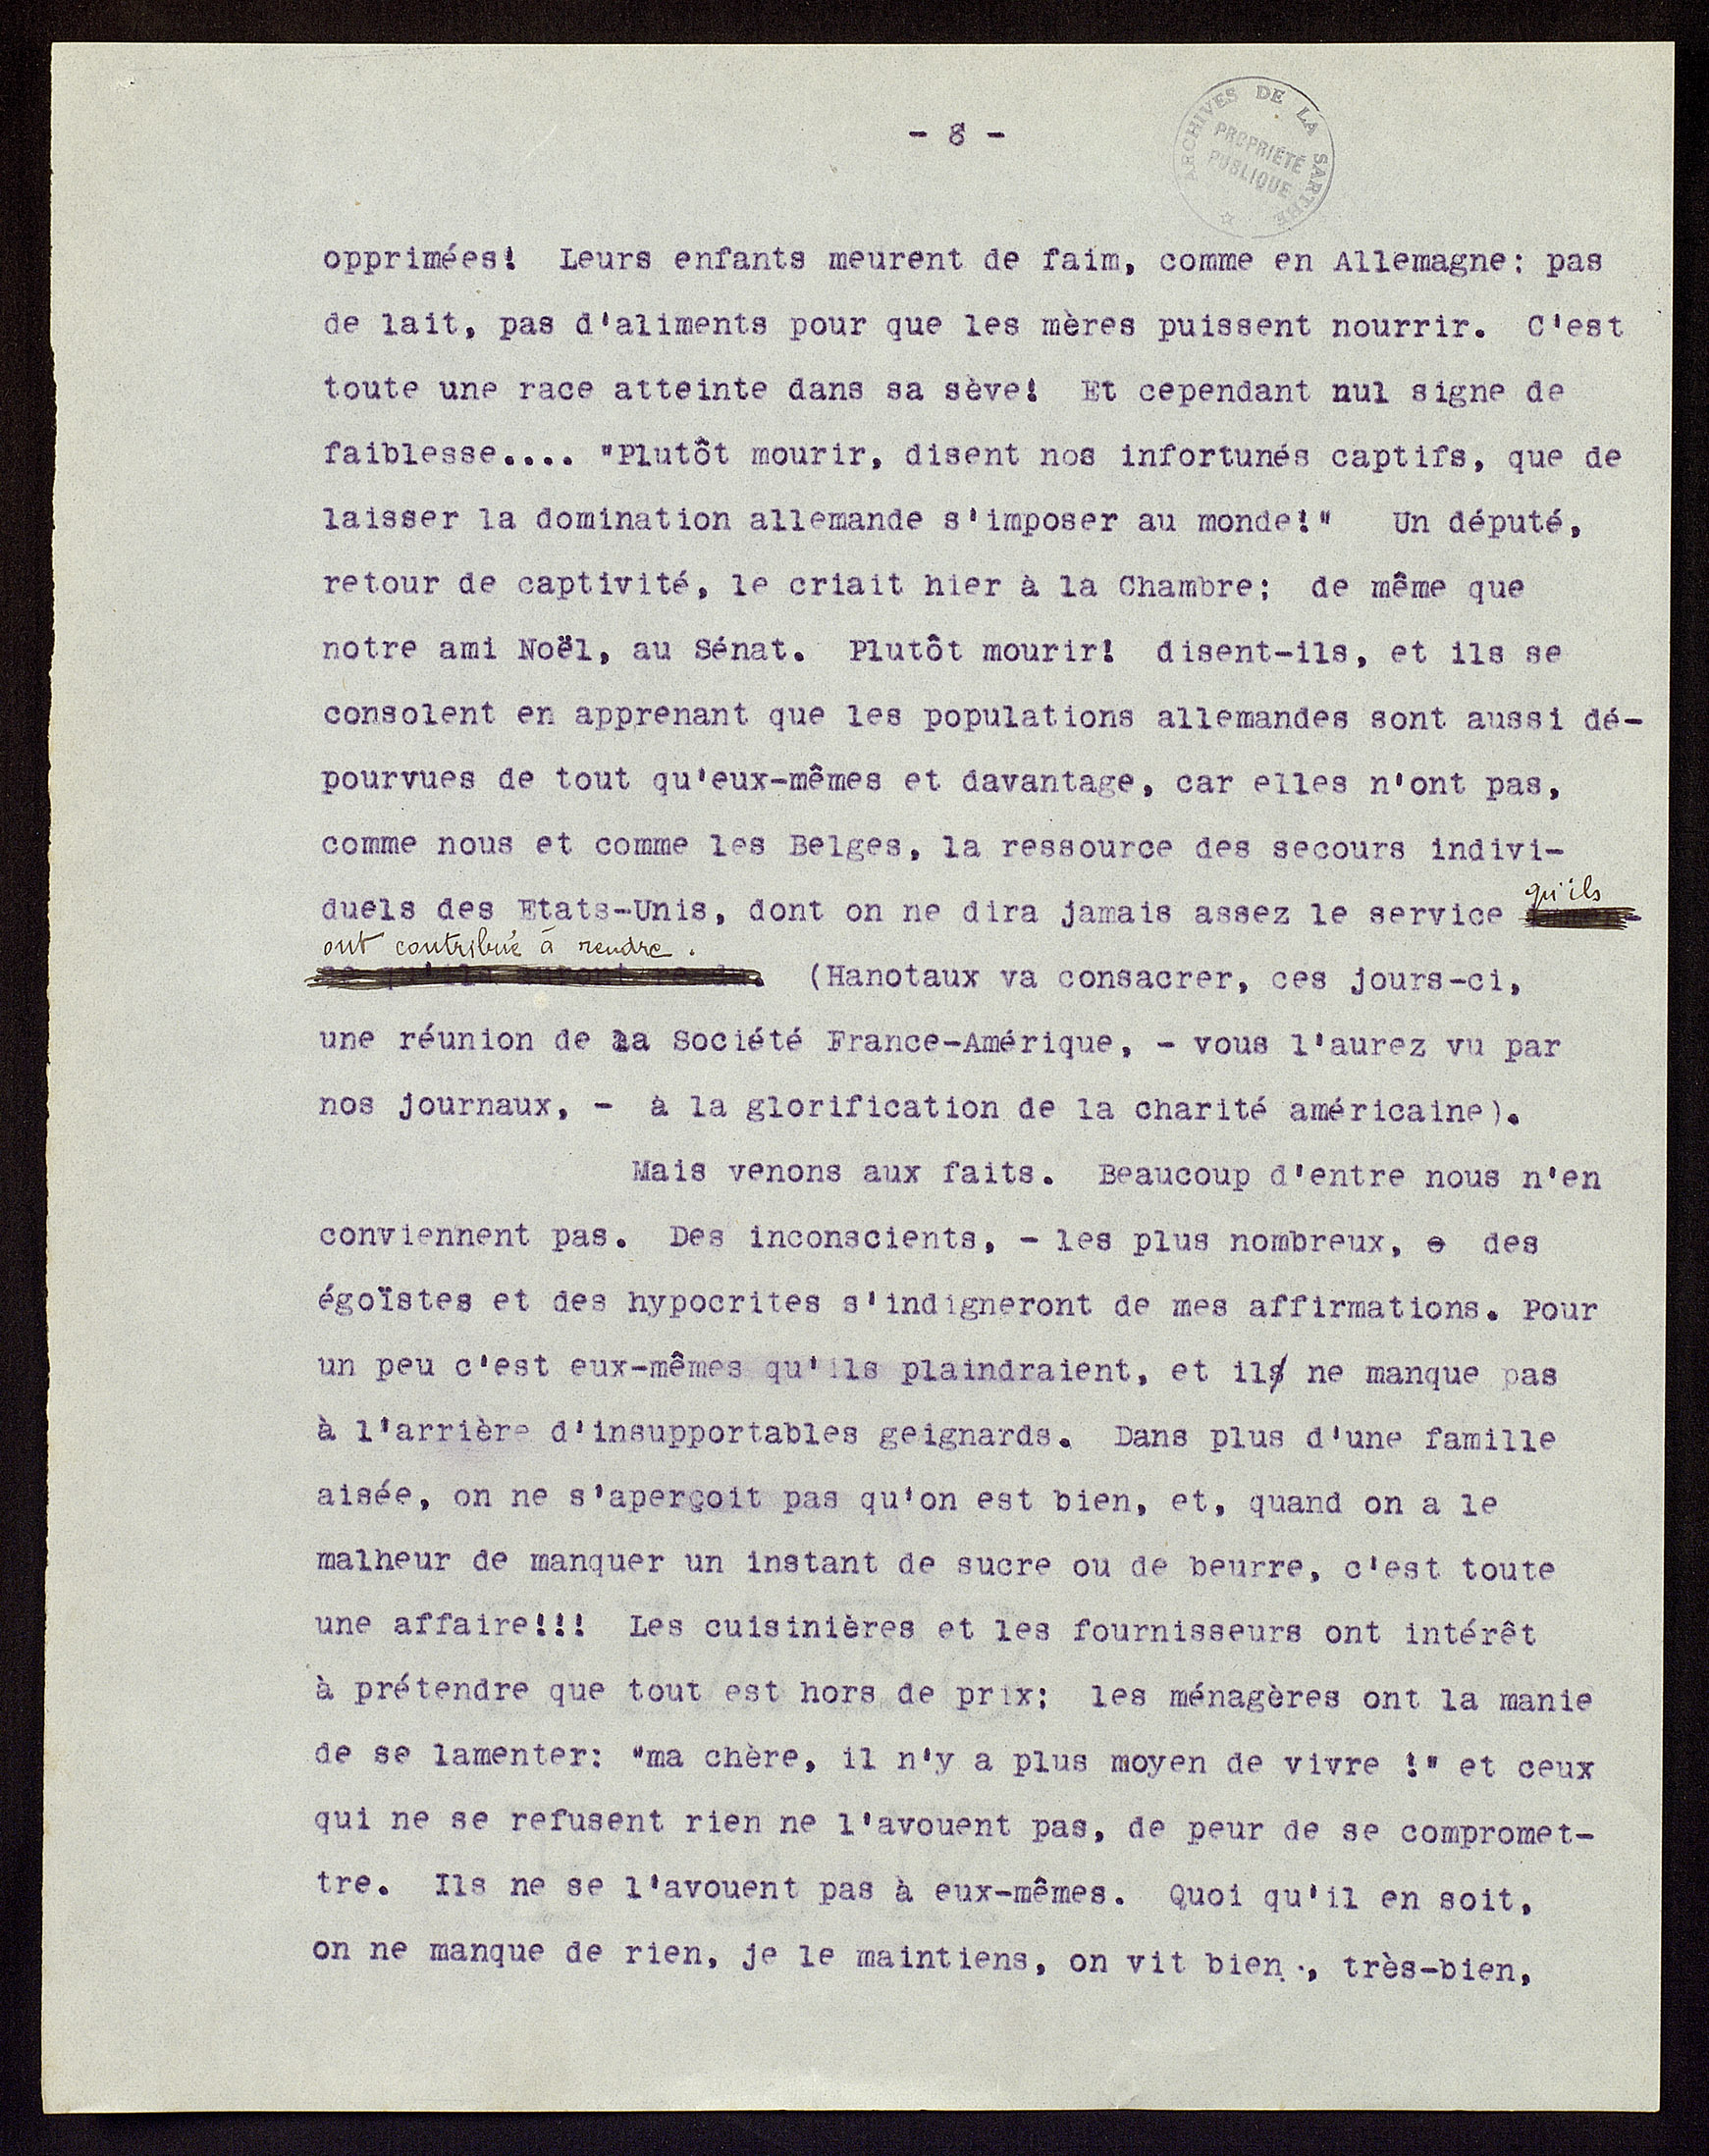 - 8 -
ARCHIVES DE LA SARTHE
PROPRIÉTÉ
PUBLIQUE
opprimées! Leurs enfants meurent de faim, comme en Allemagne: pas
de lait, pas d'aliments pour que les mères puissent nourrir. C'est
toute une race atteinte dans sa sève! Et cependant nul signe de
faiblesse.... "Plutôt mourir, disent nos infortunés captifs, que de
laisser la domination allemande s'imposer au monde!" Un député,
retour de captivité, le criait hier à la Chambre; de même que
notre ami Noël, au Sénat. Plutôt mourir! disent-ils, et ils se
consolent en apprenant que les populations allemandes sont aussi dé-
pourvues de tout qu'eux-mêmes et davantage, car elles n'ont pas,
comme nous et comme les Belges, la ressource des secours indivi-
duels des Etats-Unis, dont on ne dira jamais assez le service qu'ils
ont contribué à rendre.
(Hanotaux va consacrer, ces jours-ci,
une réunion de la Société France-Amérique, - vous l'aurez vu par
nos journaux, - à la glorification de la charité américaine).
Mais venons aux faits. Beaucoup d'entre nous n'en
conviennent pas. Des inconscients, - les plus nombreux, e des
égoïstes et des hypocrites s'indigneront de mes affirmations. Pour
un peu c'est eux-mêmes qu'ils plaindraient, et ils ne manque pas
à l'arrière d'insupportables geignards. Dans plus d'une famille
aisée, on ne s'aperçoit pas qu'on est bien, et, quand on a le
malheur de manquer un instant de sucre ou de beurre, c'est toute
une affaire!!! Les cuisinières et les fournisseurs ont intérêt
à prétendre que tout est hors de prix; les ménagères ont la manie
de se lamenter: "ma chère, il n'y a plus moyen de vivre !" et ceux
qui ne se refusent rien ne l'avouent pas, de peur de se compromet-
tre. Ils ne se l'avouent pas à eux-mêmes. Quoi qu'il en soit,
on ne manque de rien, je le maintiens, on vit bien., très-bien,